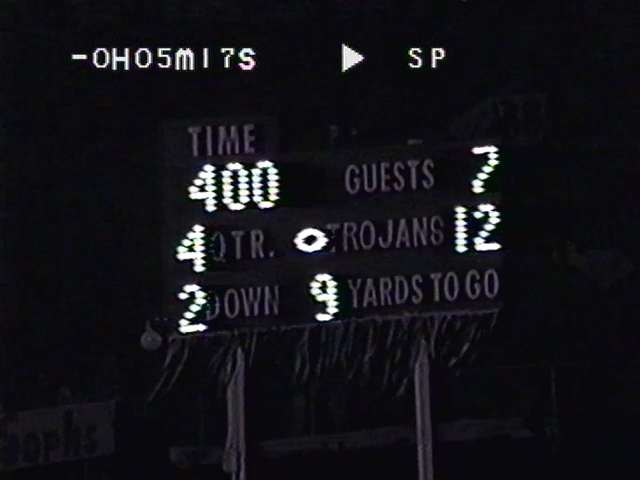 -0H05m17s ▶ SP
TIME
400 GUESTS 7
4 QTR. TROJANS 12
2 DOWN 9 YARDS TO GO